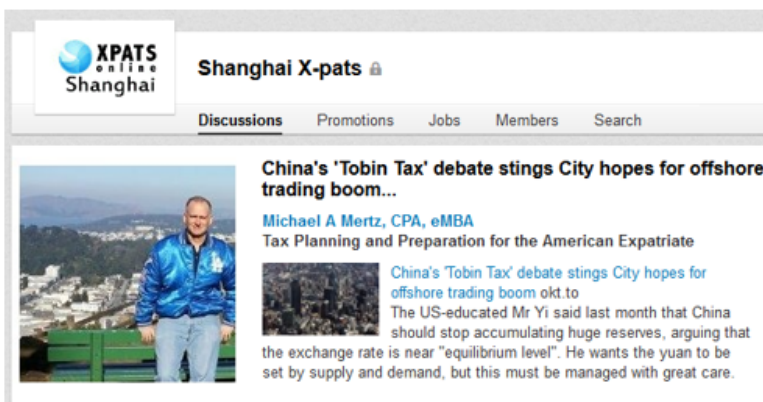 XPATS
online
Shanghai
Shanghai X-pats
Discussions Promotions Jobs Members Search
China's 'Tobin Tax' debate stings City hopes for offshore
trading boom...
Michael A Mertz, CPA, eMBA
Tax Planning and Preparation for the American Expatriate
China's 'Tobin Tax' debate stings City hopes for
offshore trading boom okt.to
The US-educated Mr Yi said last month that China
should stop accumulating huge reserves, arguing that
the exchange rate is near "equilibrium level". He wants the yuan to be
set by supply and demand, but this must be managed with great care.